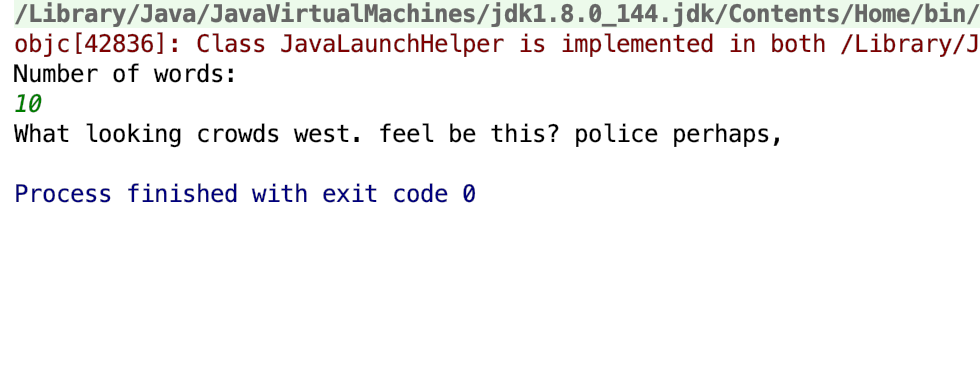 /Library/Java/JavaVirtualMachines/jdk1.8.0_144.jdk/Contents/Home/bin/
objc[42836]: Class JavaLaunchHelper is implemented in both /Library/J
Number of words:
10
What looking crowds west. feel be this? police perhaps,
Process finished with exit code 0